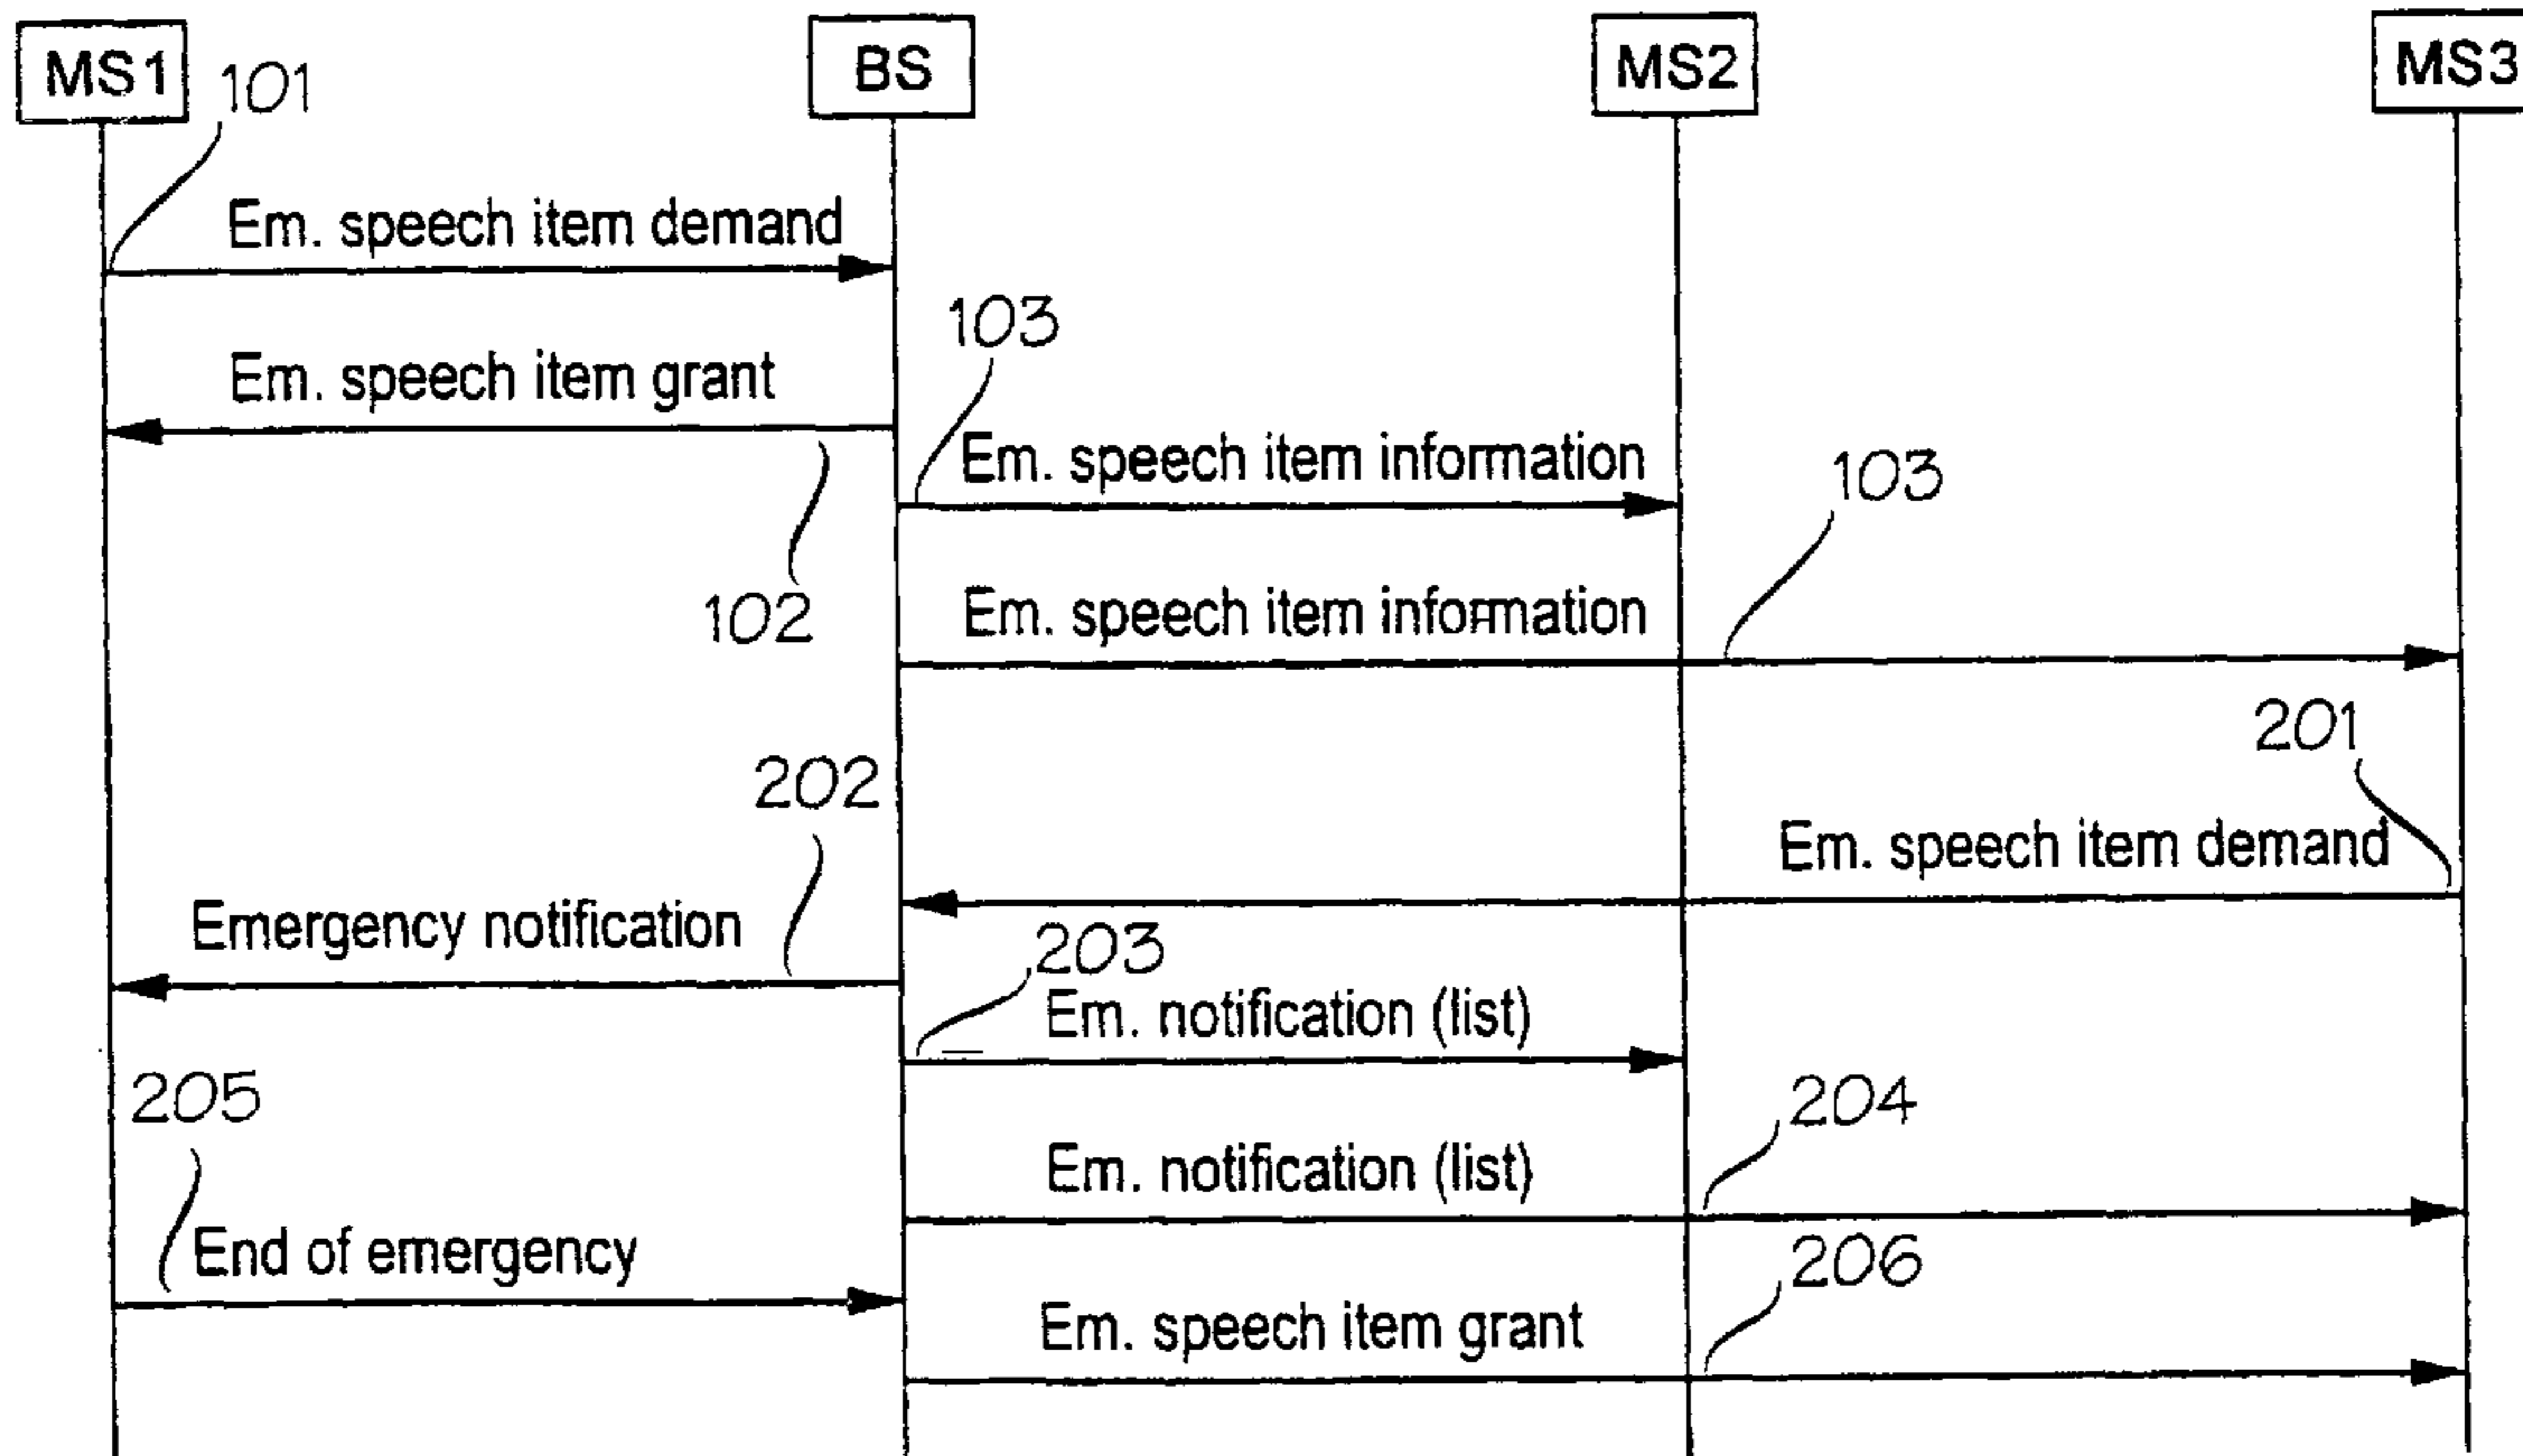 MS1
BS
MS2
MS3
101
Em. speech item demand
Em. speech item grant
103
102
Em. speech item information
103
Em. speech item information
201
202
Em. speech item demand
Emergency notification
203
Em. notification (list)
205
204
Em. notification (list)
End of emergency
206
Em. speech item grant